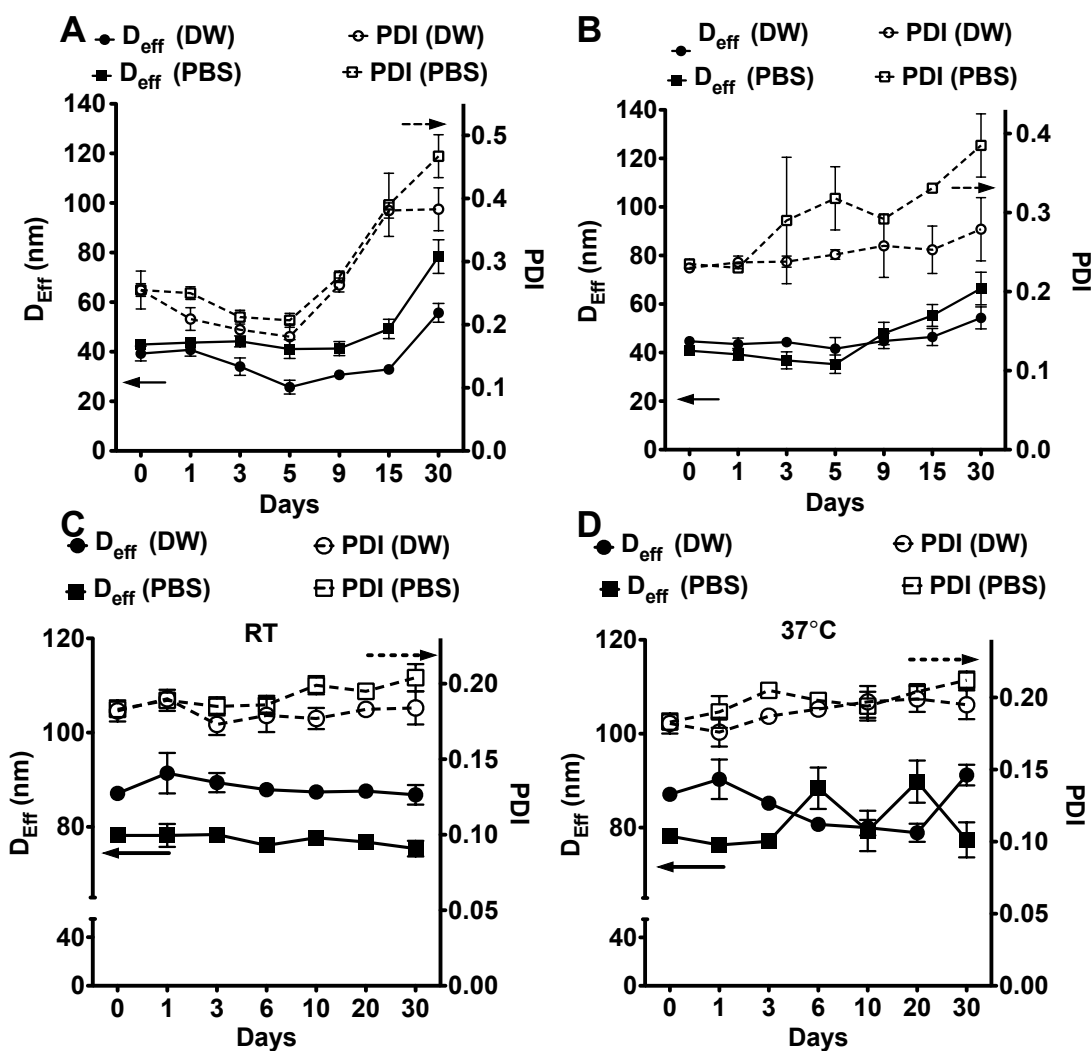 A
D_eff (DW) PDI (DW)
D_eff (PBS) PDI (PBS)
140
120
100
80
60
40
20
0
D_Eff (nm)
0.5
0.4
0.3
0.2
0.1
0.0
PDI
0 1 3 5 9 15 30
Days
B
D_eff (DW) PDI (DW)
D_eff (PBS) PDI (PBS)
140
120
100
80
60
40
20
0
D_Eff (nm)
0.4
0.3
0.2
0.1
0.0
PDI
0 1 3 5 9 15 30
Days
C
D_eff (DW) PDI (DW)
D_eff (PBS) PDI (PBS)
RT
120
100
80
40
0
D_Eff (nm)
0.20
0.15
0.10
0.05
0.00
PDI
0 1 3 6 10 20 30
Days
D
D_eff (DW) PDI (DW)
D_eff (PBS) PDI (PBS)
37°C
120
100
80
40
0
D_Eff (nm)
0.20
0.15
0.10
0.05
0.00
PDI
0 1 3 6 10 20 30
Days